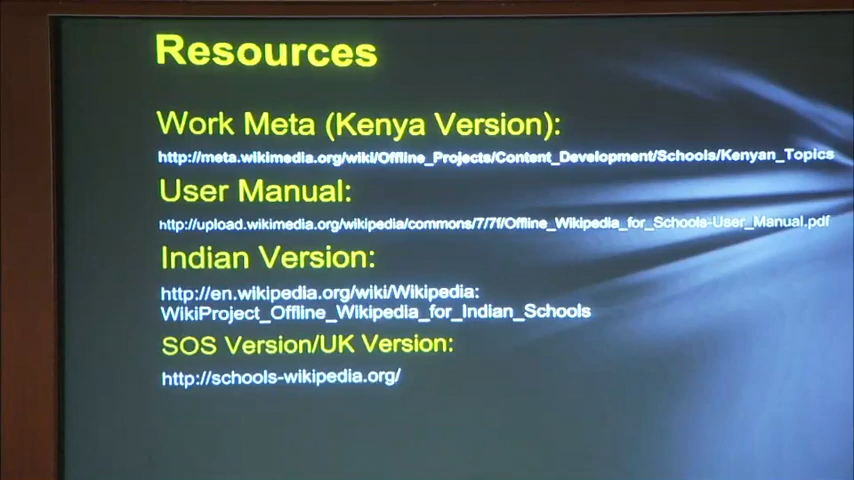 Resources
Work Meta (Kenya Version):
http://meta.wikimedia.org/wiki/Offline_Projects/Content_Development/Schools/Kenyan_Topics
User Manual:
http://upload.wikimedia.org/wikipedia/commons/7/7f/Offline_Wikipedia_for_Schools-User_Manual.pdf
Indian Version:
http://en.wikipedia.org/wiki/Wikipedia:
WikiProject_Offline_Wikipedia_for_Indian_Schools
SOS Version/UK Version:
http://schools-wikipedia.org/